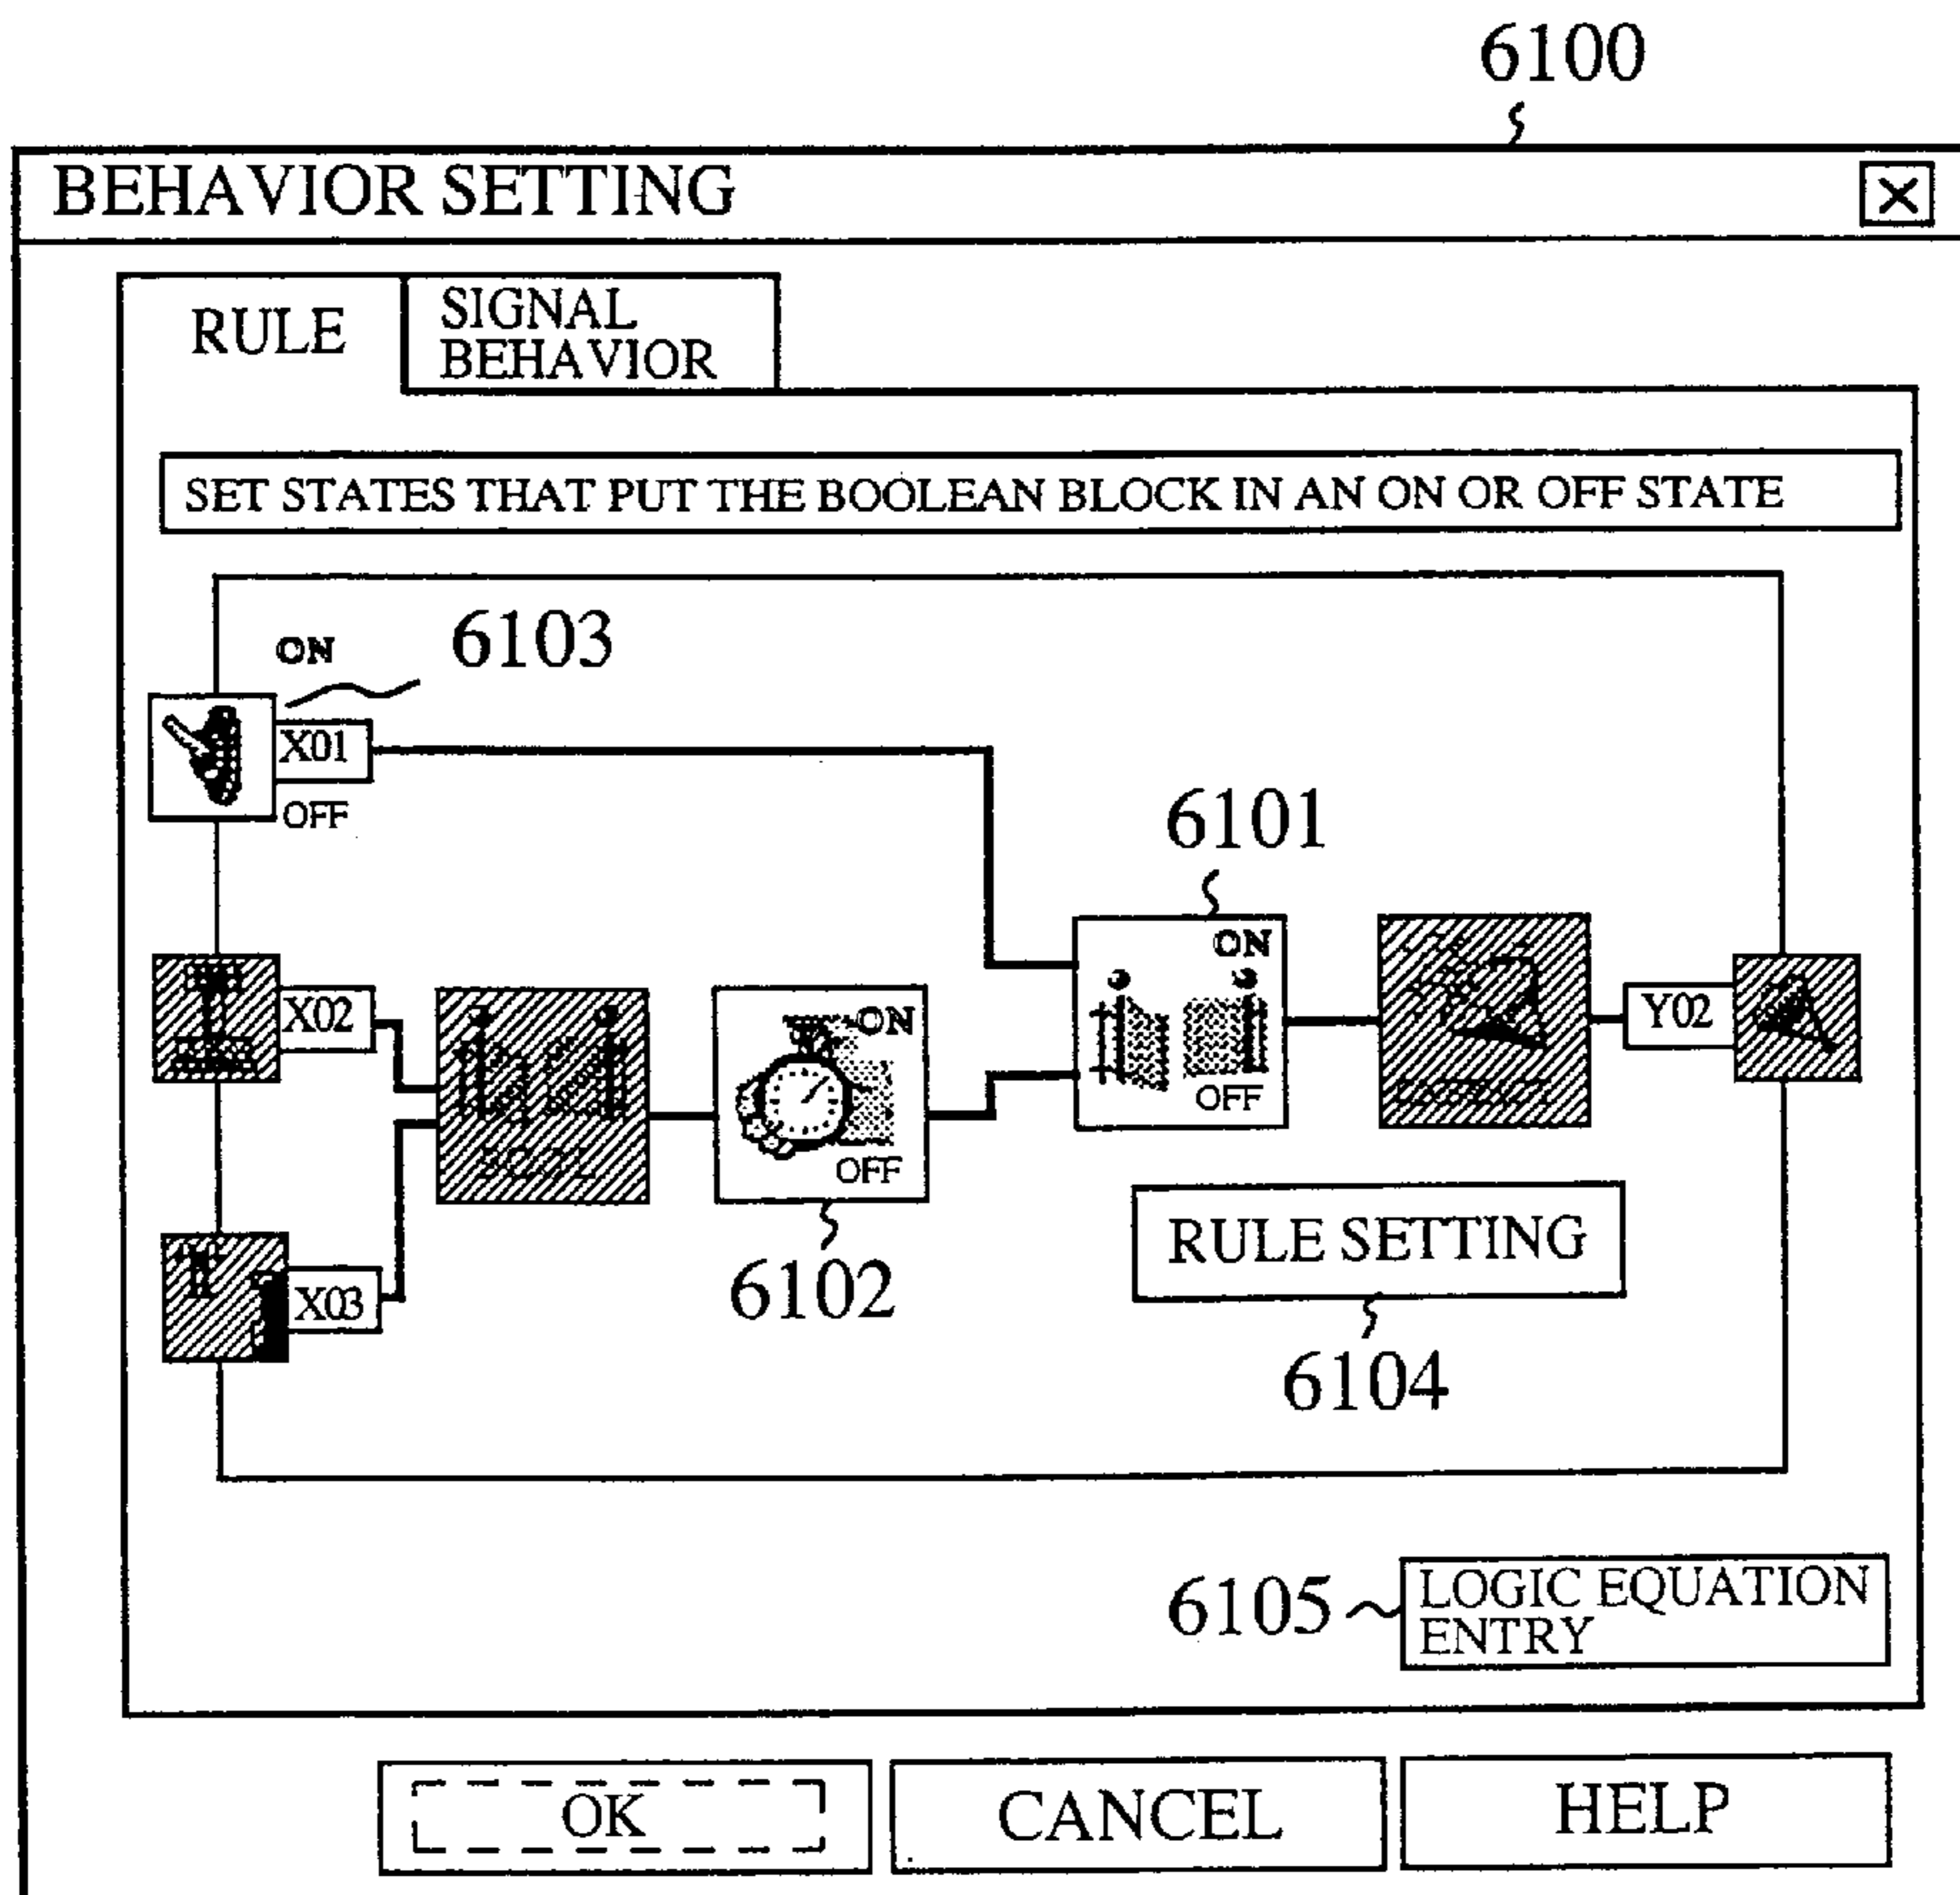 6100
BEHAVIOR SETTING
RULE
SIGNAL
BEHAVIOR
SET STATES THAT PUT THE BOOLEAN BLOCK IN AN ON OR OFF STATE
ON
6103
X01
OFF
6101
ON
OFF
X02
Y02
ON
OFF
6102
RULE SETTING
X03
6104
6105
LOGIC EQUATION
ENTRY
OK
CANCEL
HELP